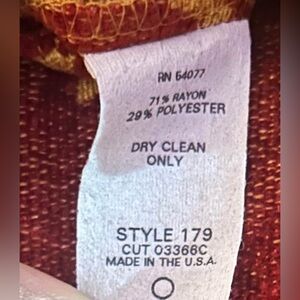 RN 64077
71% RAYON
29% POLYESTER
DRY CLEAN
ONLY
STYLE 179
CUT 03366C
MADE IN THE U.S.A.